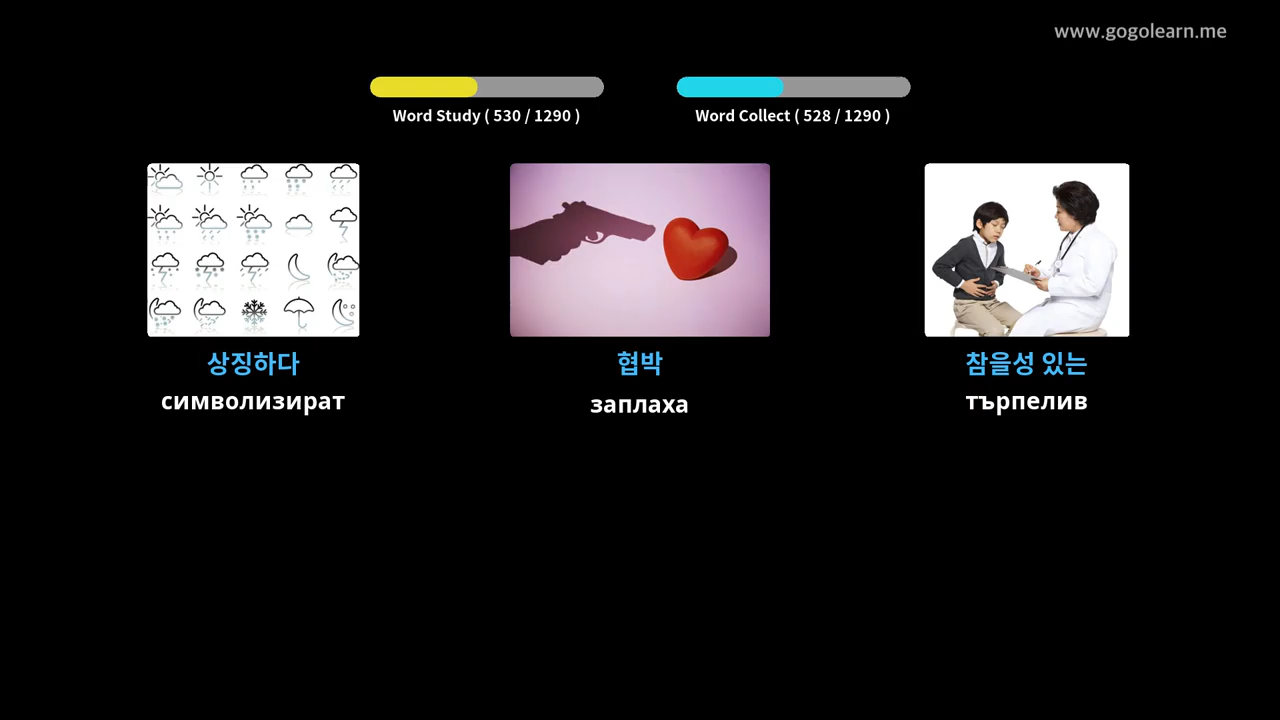 www.gogolearn.me
Word Study ( 530 / 1290 )
Word Collect ( 528 / 1290 )
상징하다
символизират
협박
заплаха
참을성 있는
търпелив